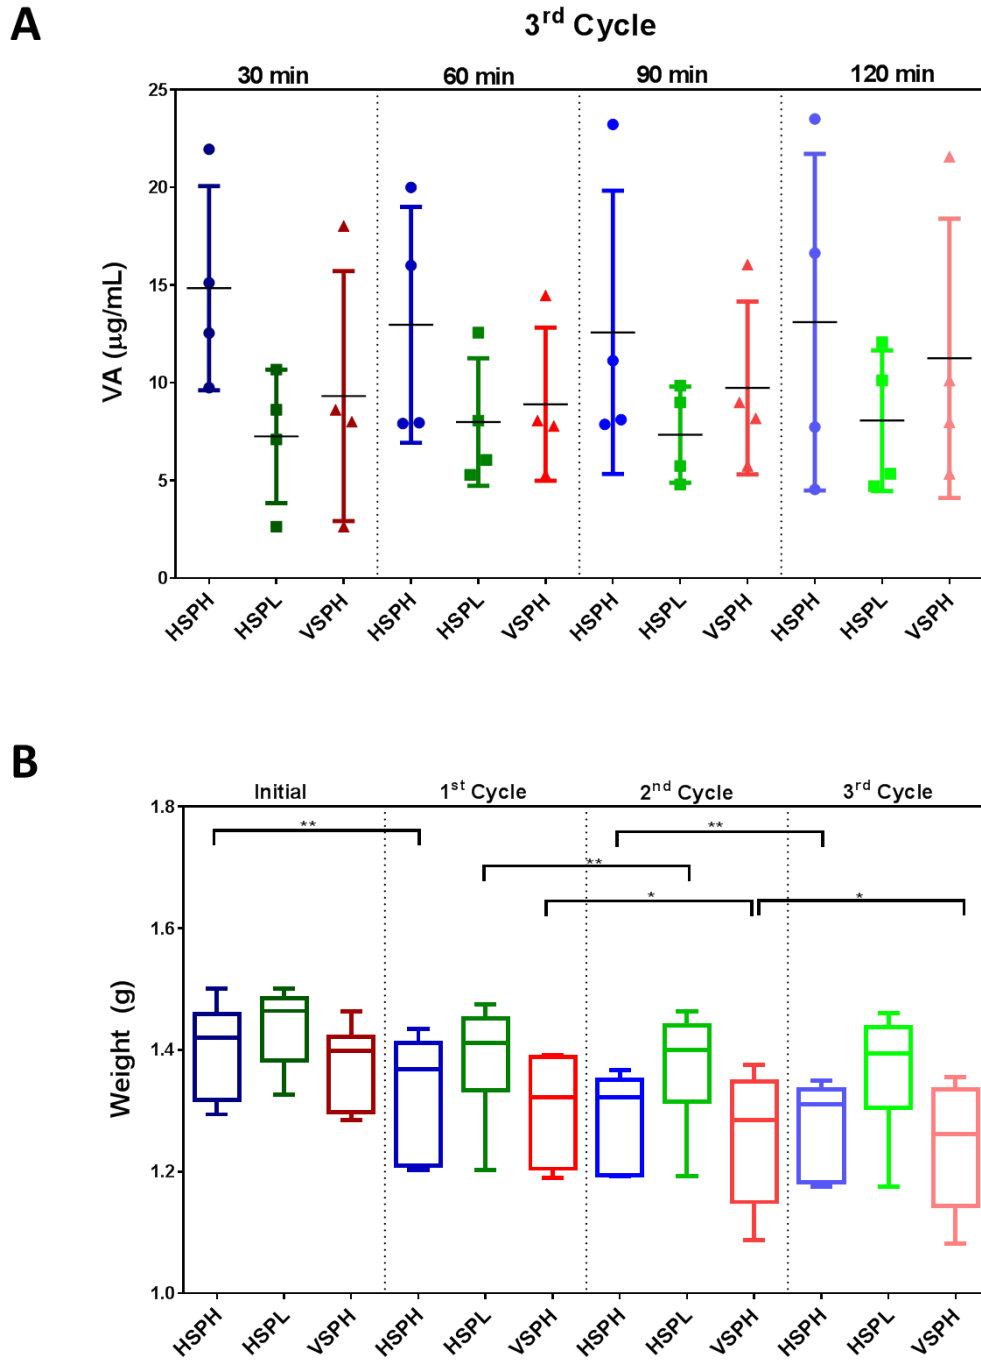 A
3rd Cycle
30 min 60 min 90 min 120 min
VA (µg/mL)
25
20
15
10
5
0
HSPH HSPL VSPH HSPH HSPL VSPH HSPH HSPL VSPH HSPH HSPL VSPH
B
Initial 1st Cycle 2nd Cycle 3rd Cycle
Weight (g)
1.8
1.6
1.4
1.2
1.0
** **
**
* *
HSPH HSPL VSPH HSPH HSPL VSPH HSPH HSPL VSPH HSPH HSPL VSPH